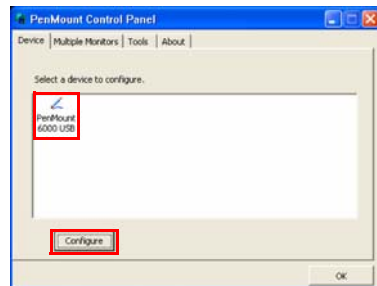 PenMount Control Panel
Device Multiple Monitors Tools About
Select a device to configure.
PenMount
6000 USB
Configure
OK